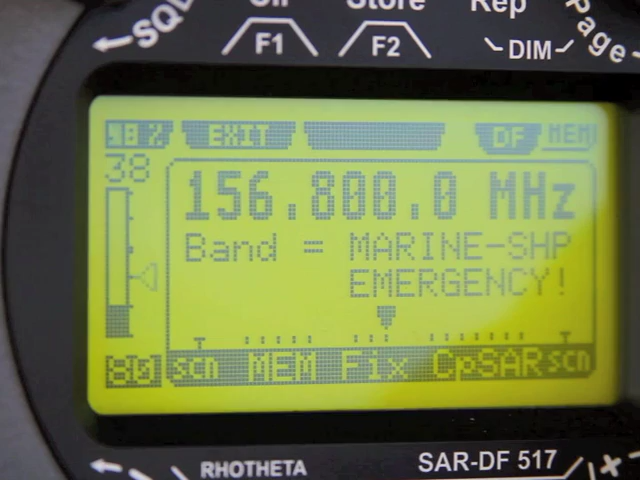 SQL Off Store Rep Page
F1 F2 DIM
EXIT DF MEM
38
156.800.0 MHz
Band = MARINE-SHP
EMERGENCY!
80 scn MEM Fix CpSAR scn
RHOTHETA SAR-DF 517